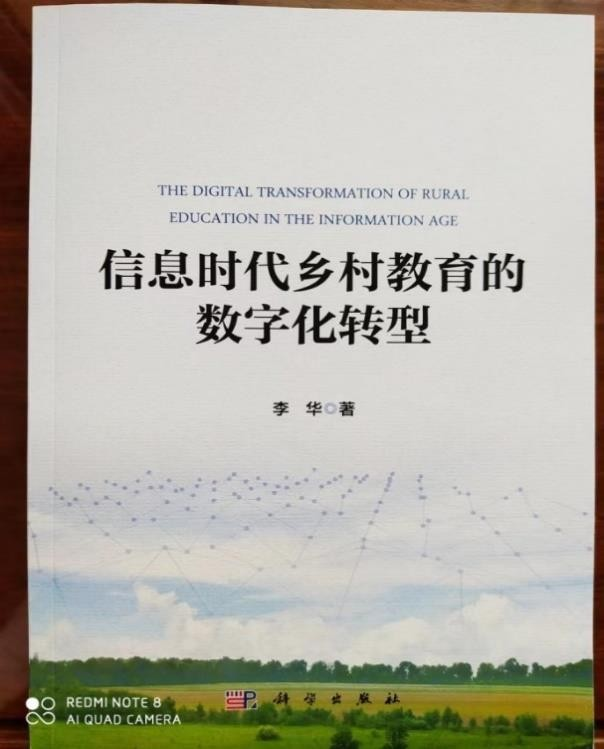 THE DIGITAL TRANSFORMATION OF RURAL
EDUCATION IN THE INFORMATION AGE
信息时代乡村教育的
数字化转型
李 华 著
科学出版社
REDMI NOTE 8
AI QUAD CAMERA